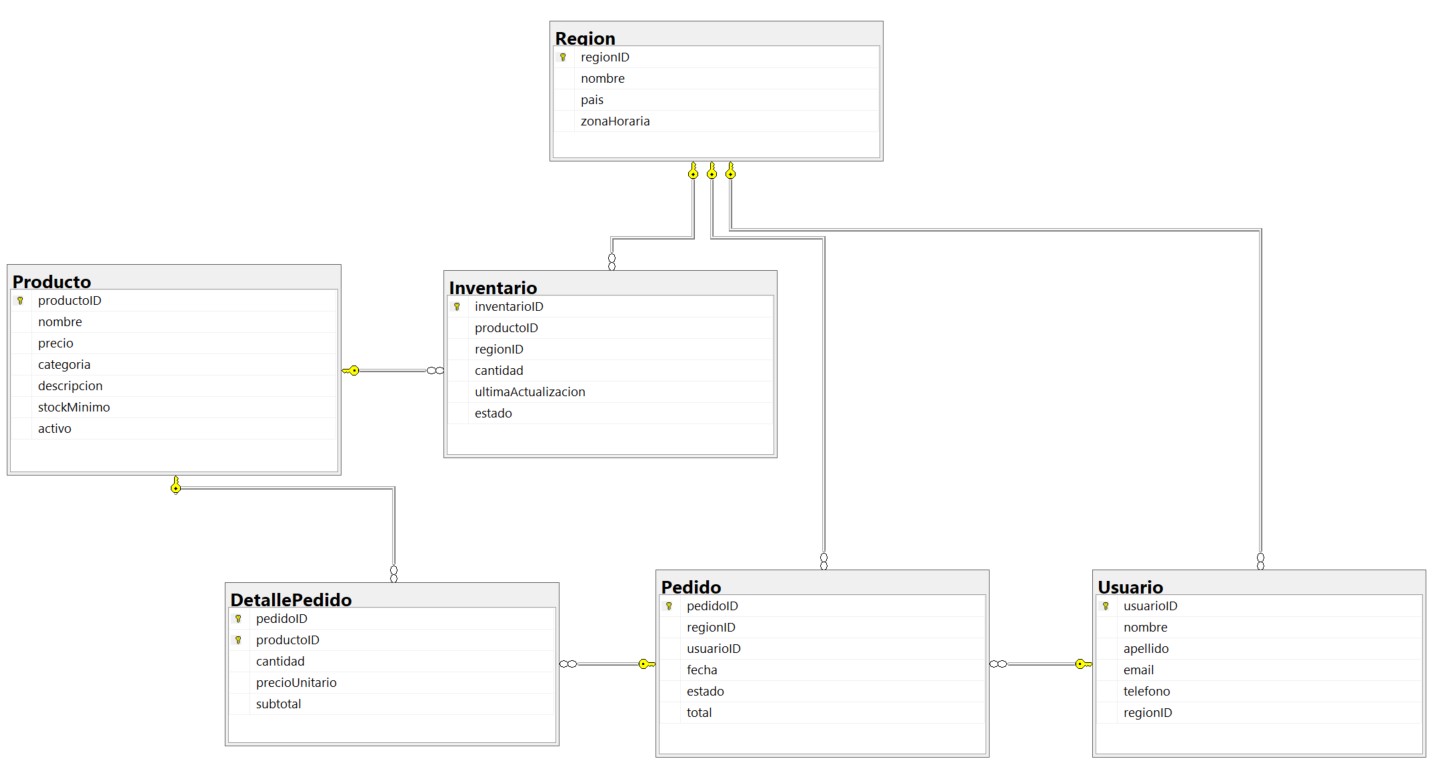 Region
regionID
nombre
pais
zonaHoraria
Producto
productoID
nombre
precio
categoria
descripcion
stockMinimo
activo
Inventario
inventarioID
productoID
regionID
cantidad
ultimaActualizacion
estado
DetallePedido
pedidoID
productoID
cantidad
precioUnitario
subtotal
Pedido
pedidoID
regionID
usuarioID
fecha
estado
total
Usuario
usuarioID
nombre
apellido
email
telefono
regionID